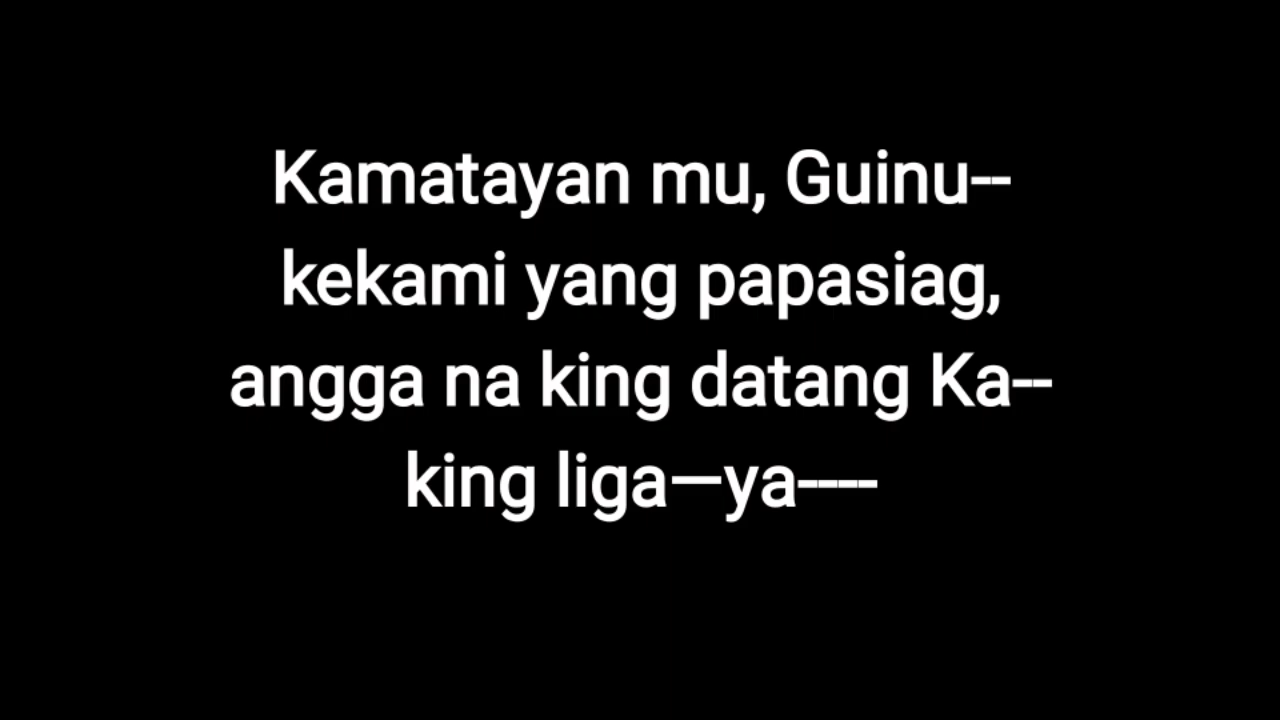 Kamatayan mu, Guinu--
kekami yang papasiag,
angga na king datang Ka--
king liga—ya----